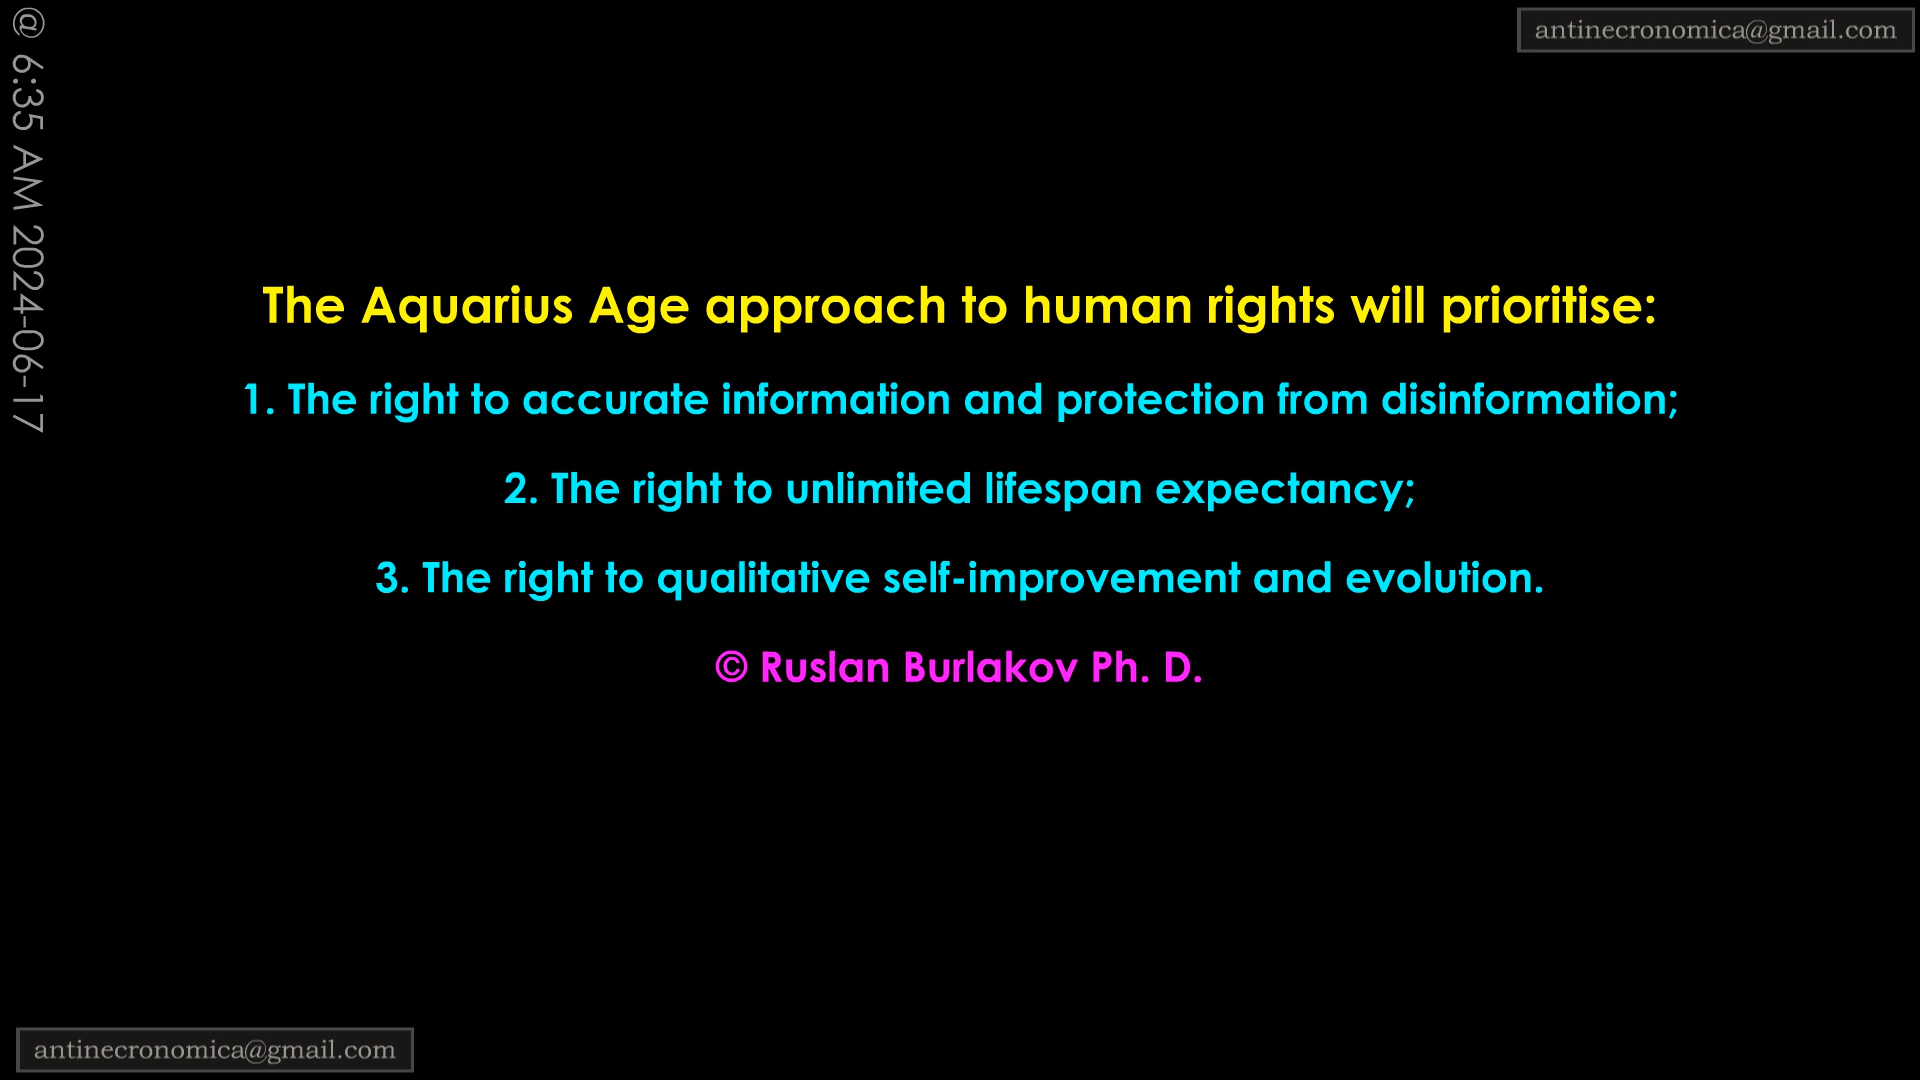 @ 6:35 AM 2024-06-17
antinecronomica@gmail.com
The Aquarius Age approach to human rights will prioritise:
1. The right to accurate information and protection from disinformation;
2. The right to unlimited lifespan expectancy;
3. The right to qualitative self-improvement and evolution.
© Ruslan Burlakov Ph. D.
antinecronomica@gmail.com